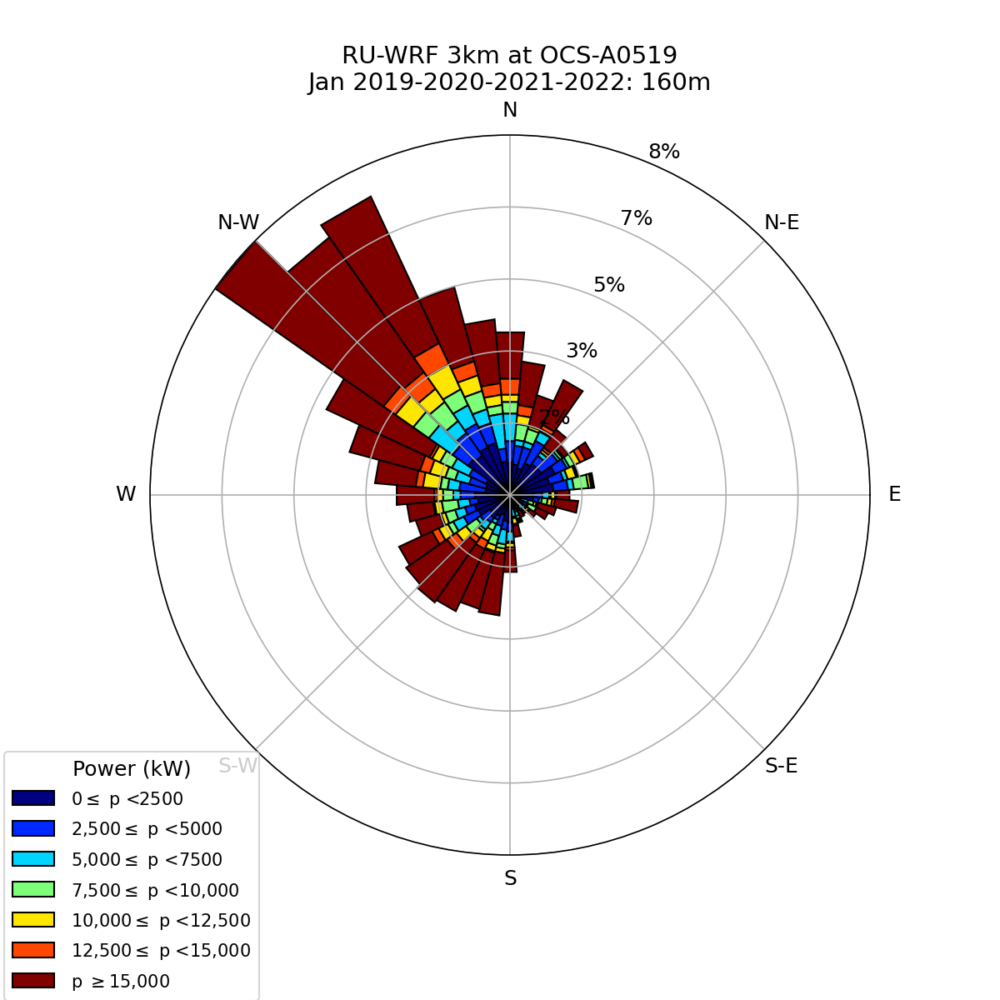 RU-WRF 3km at OCS-A0519
Jan 2019-2020-2021-2022: 160m
N
8%
N-W
7%
N-E
5%
3%
2%
W
E
S-W
S-E
S
Power (kW)
0≤ p <2500
2,500≤ p <5000
5,000≤ p <7500
7,500≤ p <10,000
10,000≤ p <12,500
12,500≤ p <15,000
p ≥15,000